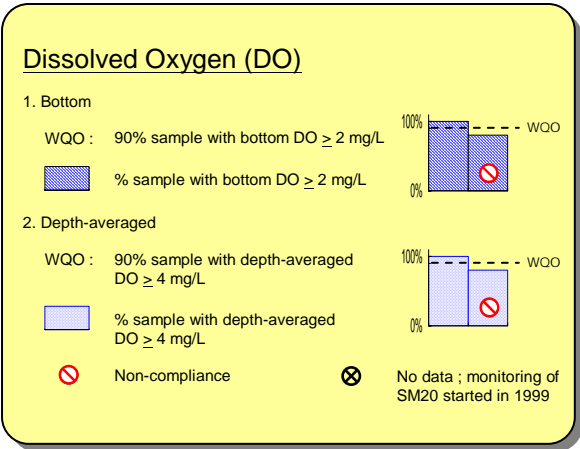 Dissolved Oxygen (DO)
1. Bottom
WQO : 90% sample with bottom DO ≥ 2 mg/L
% sample with bottom DO ≥ 2 mg/L
100%
WQO
0%
2. Depth-averaged
WQO : 90% sample with depth-averaged
DO ≥ 4 mg/L
% sample with depth-averaged
DO ≥ 4 mg/L
100%
WQO
0%
Non-compliance
No data ; monitoring of
SM20 started in 1999